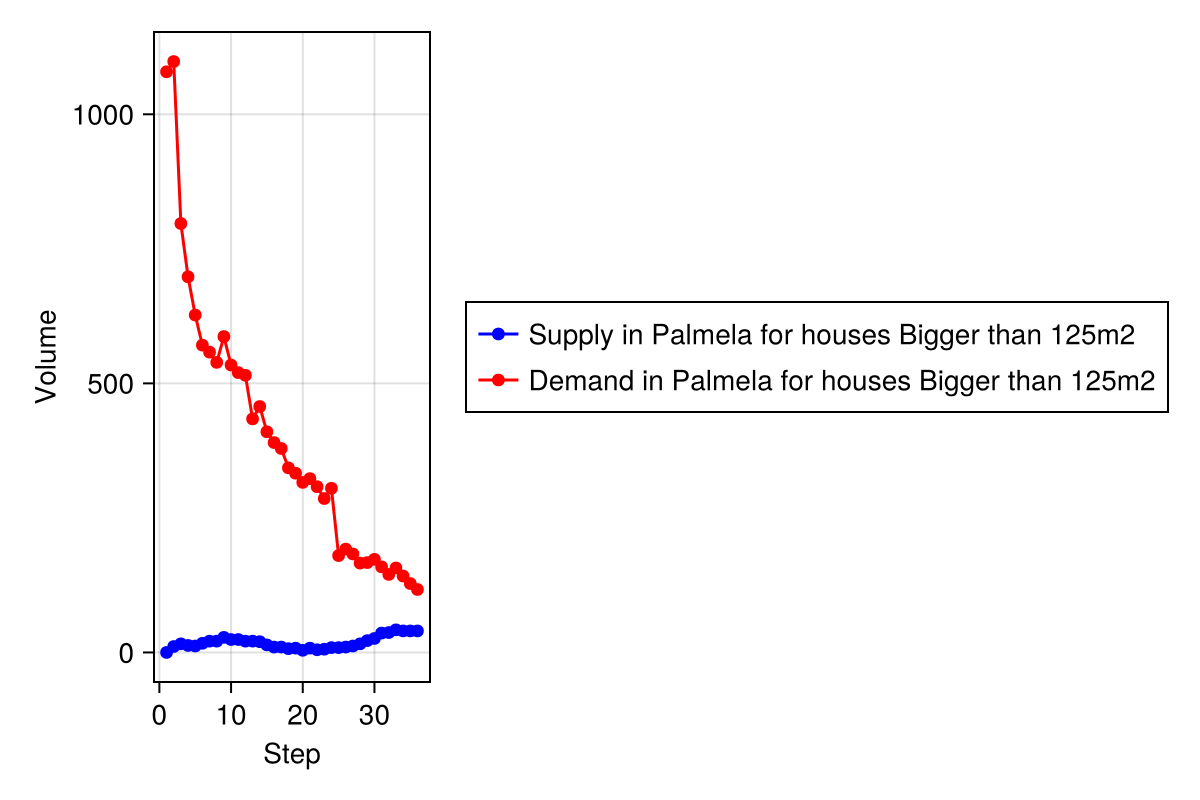 Volume
1000
500
0
0 10 20 30
Step
Supply in Palmela for houses Bigger than 125m2
Demand in Palmela for houses Bigger than 125m2